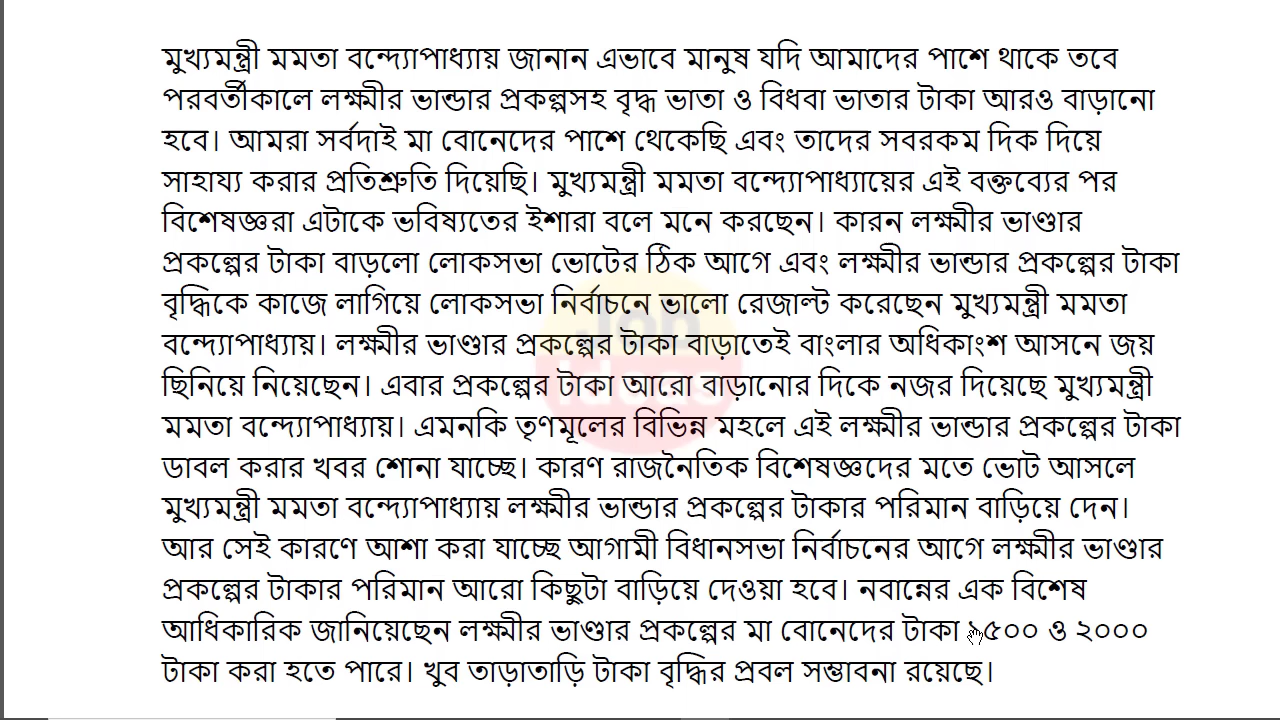 মুখ্যমন্ত্রী মমতা বন্দ্যোপাধ্যায় জানান এভাবে মানুষ যদি আমাদের পাশে থাকে তবে
পরবর্তীকালে লক্ষ্মীর ভান্ডার প্রকল্পসহ বৃদ্ধ ভাতা ও বিধবা ভাতার টাকা আরও বাড়ানো
হবে। আমরা সর্বদাই মা বোনেদের পাশে থেকেছি এবং তাদের সবরকম দিক দিয়ে
সাহায্য করার প্রতিশ্রুতি দিয়েছি। মুখ্যমন্ত্রী মমতা বন্দ্যোপাধ্যায়ের এই বক্তব্যের পর
বিশেষজ্ঞরা এটাকে ভবিষ্যতের ইশারা বলে মনে করছেন। কারন লক্ষ্মীর ভাণ্ডার
প্রকল্পের টাকা বাড়লো লোকসভা ভোটের ঠিক আগে এবং লক্ষ্মীর ভান্ডার প্রকল্পের টাকা
বৃদ্ধিকে কাজে লাগিয়ে লোকসভা নির্বাচনে ভালো রেজাল্ট করেছেন মুখ্যমন্ত্রী মমতা
বন্দ্যোপাধ্যায়। লক্ষ্মীর ভাণ্ডার প্রকল্পের টাকা বাড়াতেই বাংলার অধিকাংশ আসনে জয়
ছিনিয়ে নিয়েছেন। এবার প্রকল্পের টাকা আরো বাড়ানোর দিকে নজর দিয়েছে মুখ্যমন্ত্রী
মমতা বন্দ্যোপাধ্যায়। এমনকি তৃণমূলের বিভিন্ন মহলে এই লক্ষ্মীর ভান্ডার প্রকল্পের টাকা
ডাবল করার খবর শোনা যাচ্ছে। কারণ রাজনৈতিক বিশেষজ্ঞদের মতে ভোট আসলে
মুখ্যমন্ত্রী মমতা বন্দ্যোপাধ্যায় লক্ষ্মীর ভান্ডার প্রকল্পের টাকার পরিমান বাড়িয়ে দেন।
আর সেই কারণে আশা করা যাচ্ছে আগামী বিধানসভা নির্বাচনের আগে লক্ষ্মীর ভাণ্ডার
প্রকল্পের টাকার পরিমান আরো কিছুটা বাড়িয়ে দেওয়া হবে। নবান্নের এক বিশেষ
আধিকারিক জানিয়েছেন লক্ষ্মীর ভাণ্ডার প্রকল্পের মা বোনেদের টাকা ১৫০০ ও ২০০০
টাকা করা হতে পারে। খুব তাড়াতাড়ি টাকা বৃদ্ধির প্রবল সম্ভাবনা রয়েছে।
Job
ideas